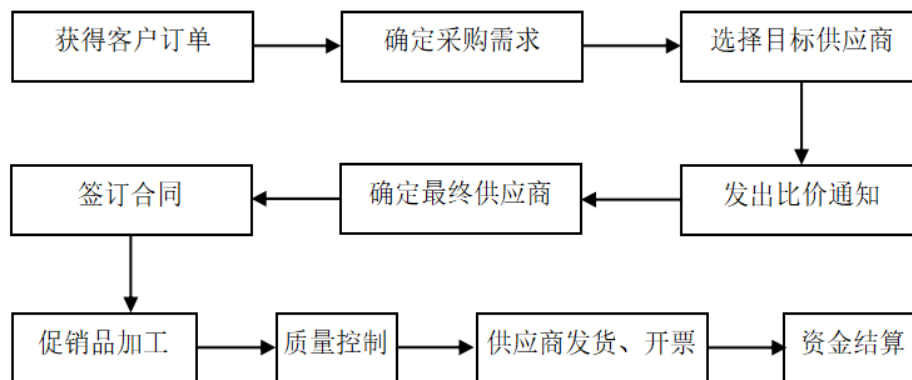 获得客户订单
确定采购需求
选择目标供应商
签订合同
确定最终供应商
发出比价通知
促销品加工
质量控制
供应商发货、开票
资金结算